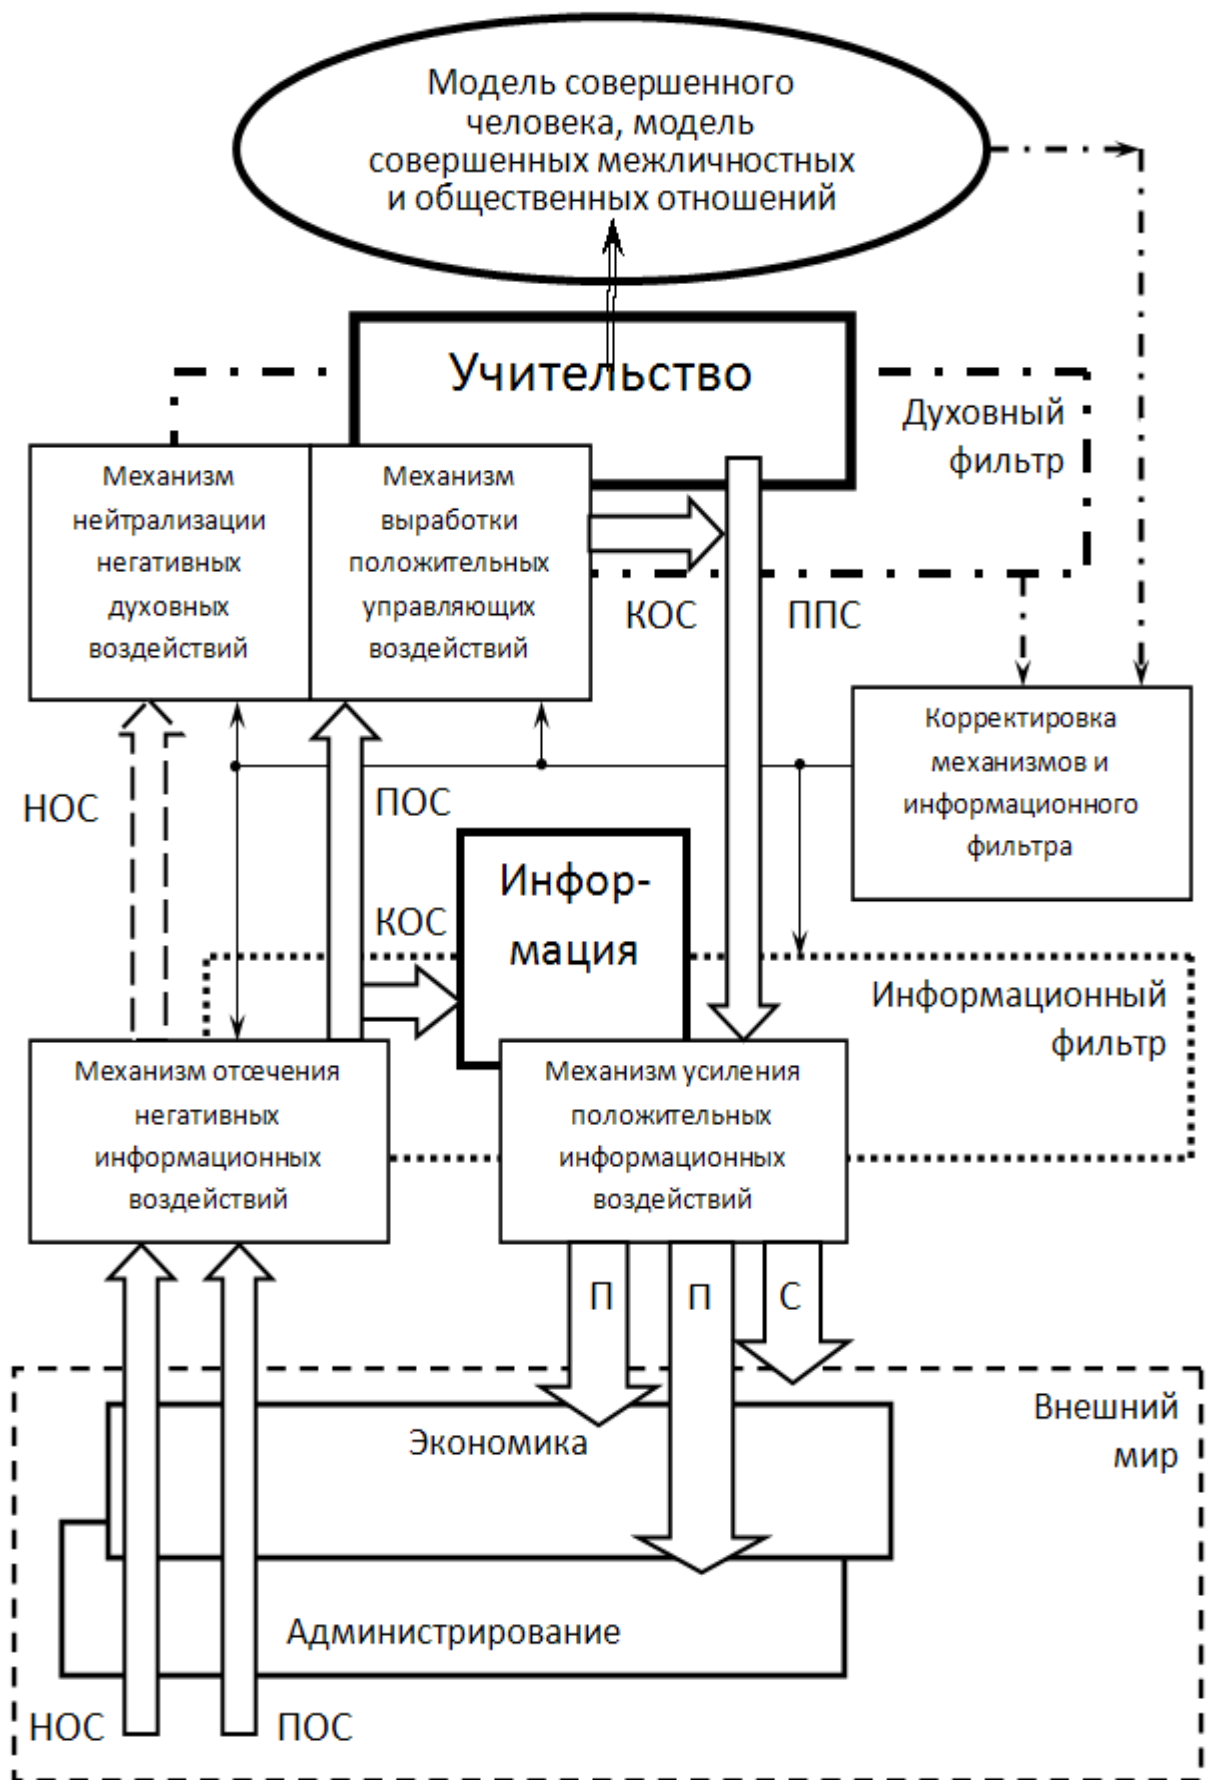 Модель совершенного
человека, модель
совершенных межличностных
и общественных отношений
Учительство
Духовный
фильтр
Механизм
нейтрализации
негативных
духовных
воздействий
Механизм
выработки
положительных
управляющих
воздействий
КОС
ППС
Корректировка
механизмов и
информационного
фильтра
НОС
ПОС
КОС
Инфор-
мация
Информационный
фильтр
Механизм отсечения
негативных
информационных
воздействий
Механизм усиления
положительных
информационных
воздействий
П
П
С
Внешний
мир
Экономика
Администрирование
НОС
ПОС